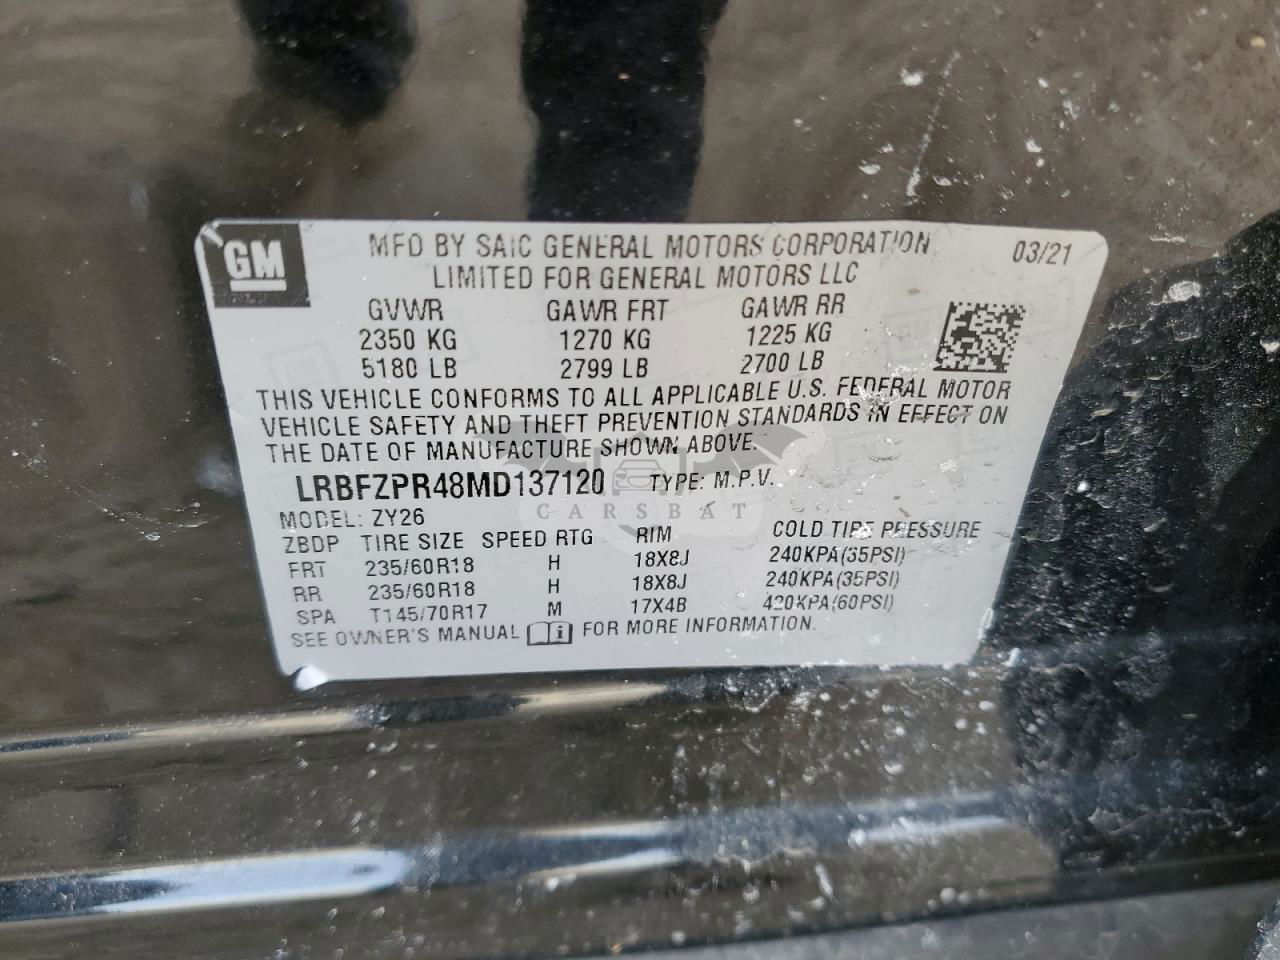 GM
MFD BY SAIC GENERAL MOTORS CORPORATION 03/21
LIMITED FOR GENERAL MOTORS LLC
GVWR GAWR FRT GAWR RR
2350 KG 1270 KG 1225 KG
5180 LB 2799 LB 2700 LB
THIS VEHICLE CONFORMS TO ALL APPLICABLE U.S. FEDERAL MOTOR
VEHICLE SAFETY AND THEFT PREVENTION STANDARDS IN EFFECT ON
THE DATE OF MANUFACTURE SHOWN ABOVE.
LRBFZPR48MD137120 TYPE: M.P.V.
CARSBAT
MODEL: ZY26
ZBDP TIRE SIZE SPEED RTG RIM COLD TIRE PRESSURE
FRT 235/60R18 H 18X8J 240KPA(35PSI)
RR 235/60R18 H 18X8J 240KPA(35PSI)
SPA T145/70R17 M 17X4B 420KPA(60PSI)
SEE OWNER'S MANUAL i FOR MORE INFORMATION.